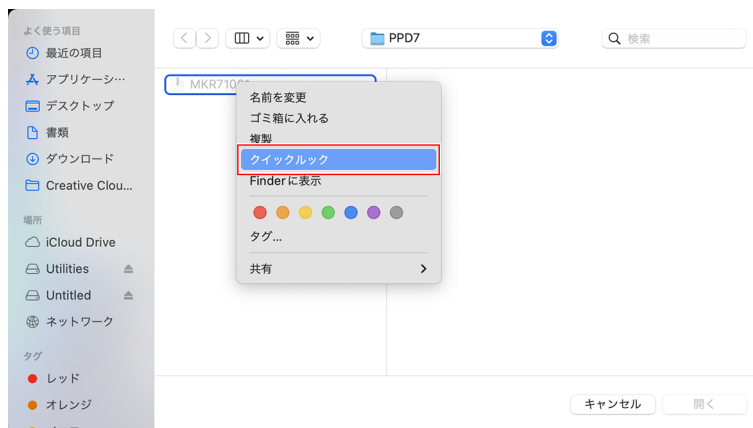 よく使う項目
最近の項目
アプリケーシ…
デスクトップ
書類
ダウンロード
Creative Clou...
場所
iCloud Drive
Utilities
Untitled
ネットワーク
タグ
レッド
オレンジ
PPD7
検索
名前を変更
ゴミ箱に入れる
複製
クイックルック
Finderに表示
タグ...
共有
キャンセル
開く